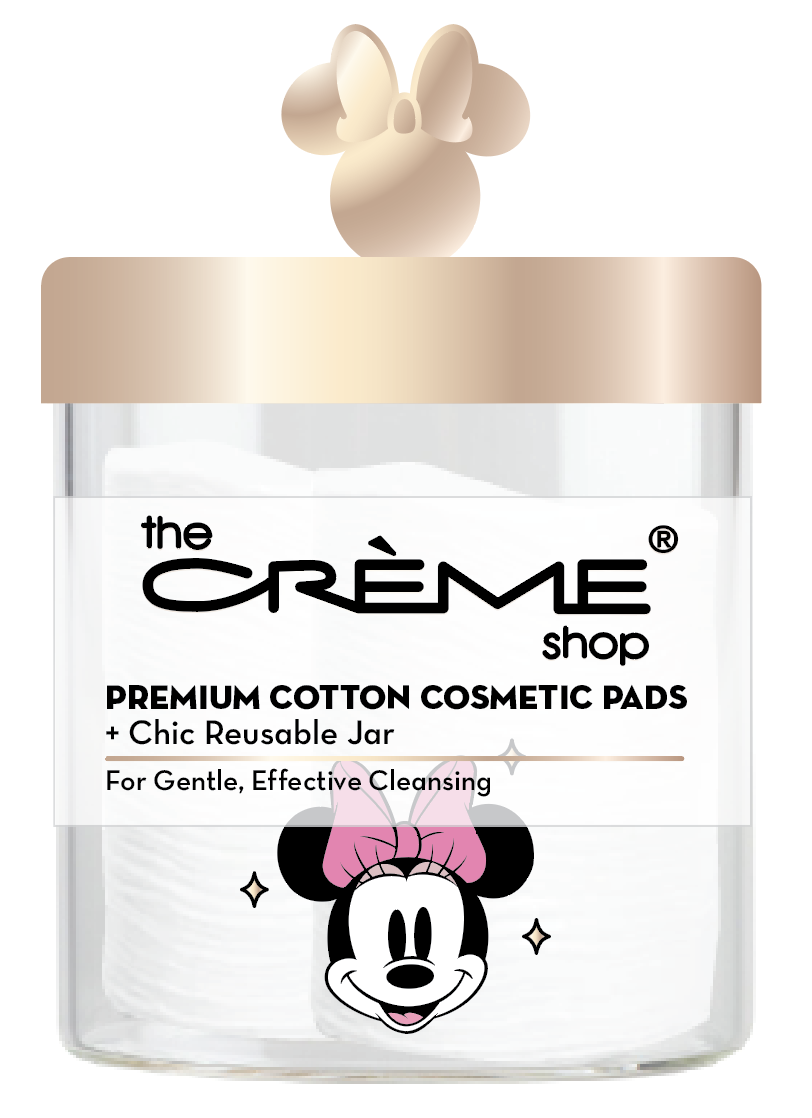 the
CRÈME®
shop
PREMIUM COTTON COSMETIC PADS
+ Chic Reusable Jar
For Gentle, Effective Cleansing